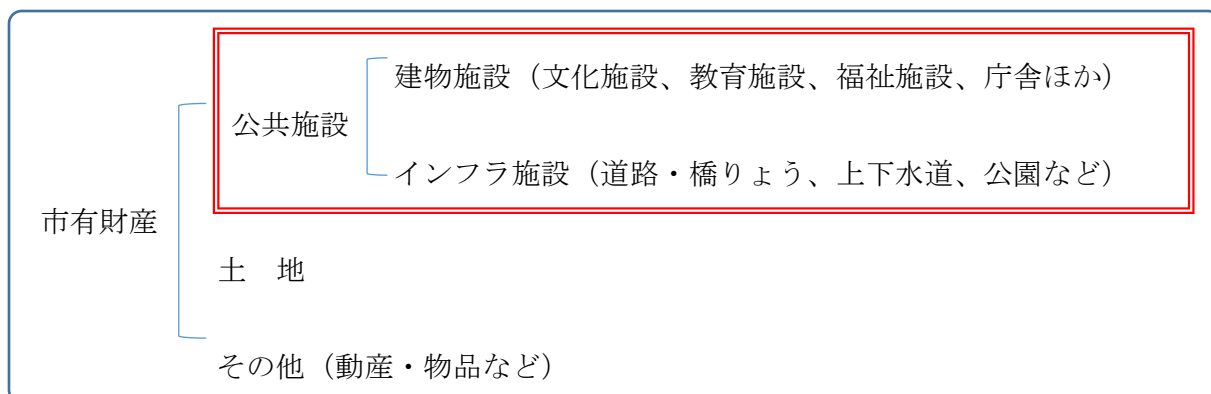 建物施設（文化施設、教育施設、福祉施設、庁舎ほか）
公共施設
インフラ施設（道路・橋りょう、上下水道、公園など）
市有財産
土　地
その他（動産・物品など）